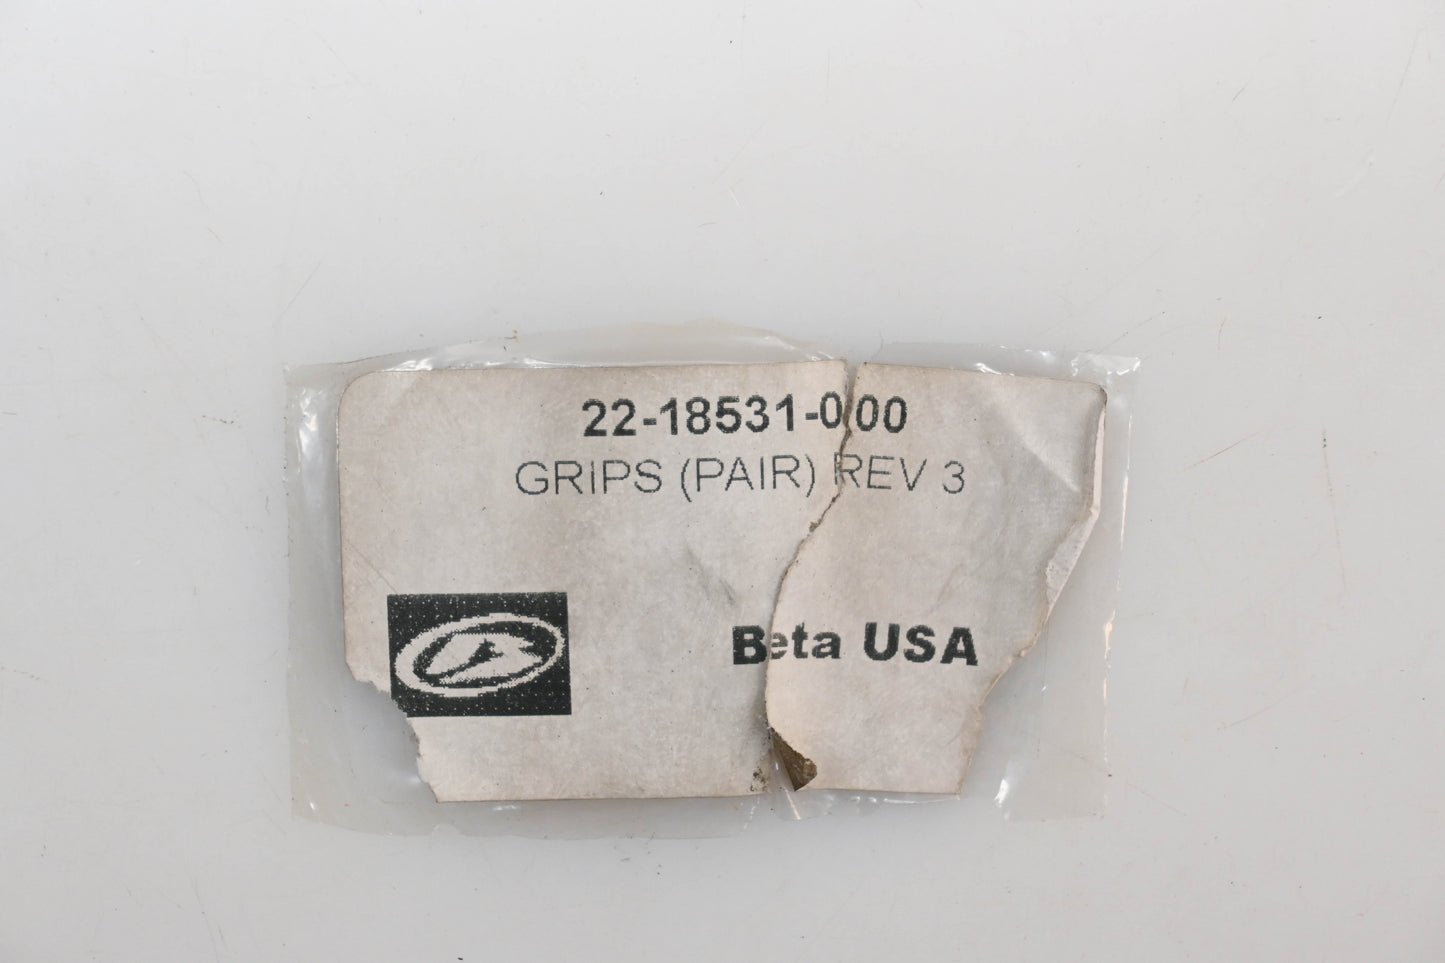 22-18531-000
GRIPS (PAIR) REV 3
Beta USA